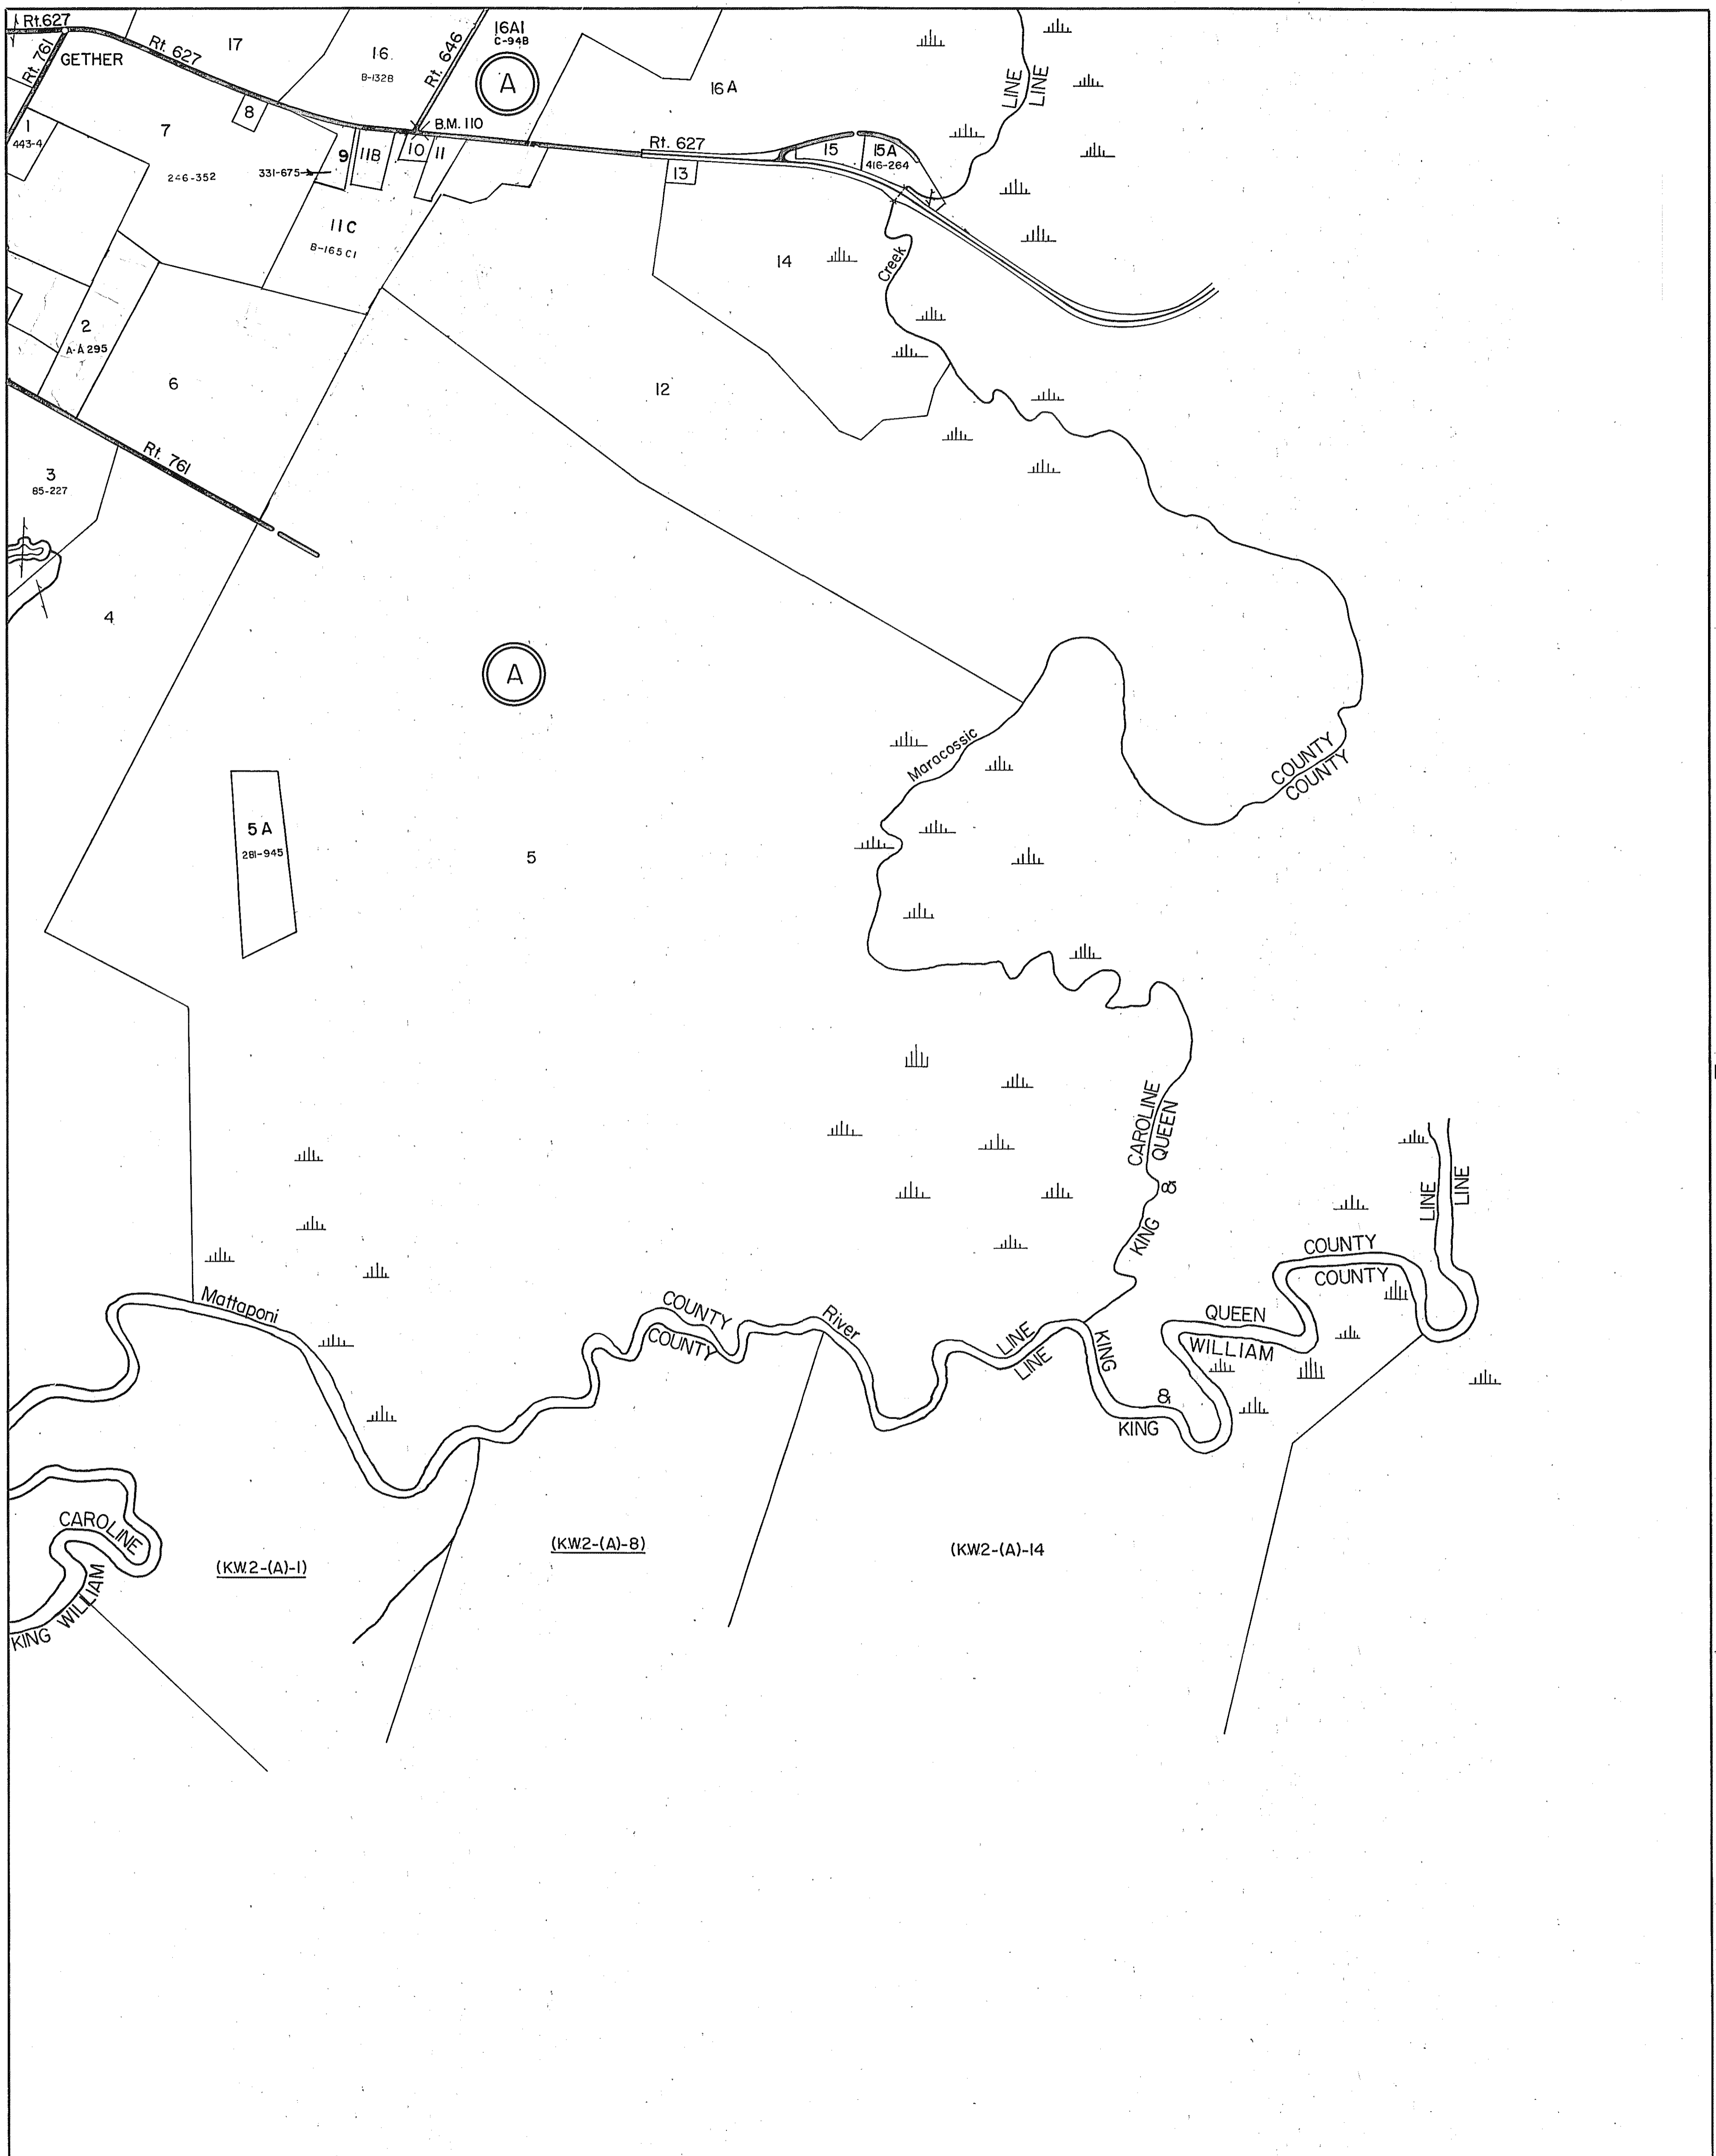 Rt.627
Rt. 761
GETHER
Rt. 627
17
16
B-132B
Rt. 646
16A1
C-94B
A
16A
LINE
LINE
8
B.M. 110
1
443-4
7
246-352
9
331-675
11B
10
11
Rt. 627
13
15
15A
416-264
11C
B-165 C1
14
Creek
2
A-A 295
6
12
Rt. 761
3
85-227
4
A
Maracossic
COUNTY
COUNTY
5A
281-945
5
CAROLINE
QUEEN
&
KING
LINE
LINE
COUNTY
COUNTY
Mattaponi
COUNTY
COUNTY
River
LINE
LINE
KING
QUEEN
WILLIAM
&
KING
CAROLINE
WILLIAM
KING
(K.W.2-(A)-1)
(K.W.2-(A)-8)
(K.W.2-(A)-14